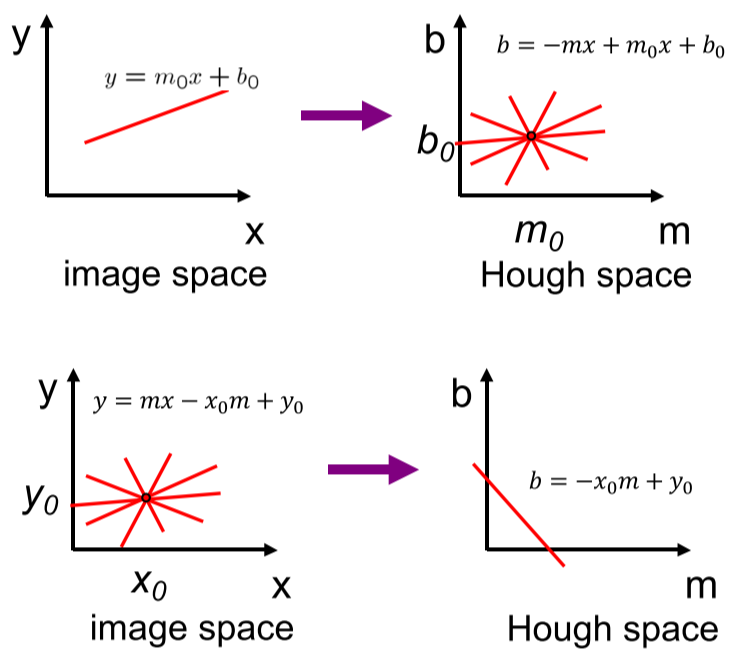 y
y = m₀x + b₀
x
image space
b
b = −mx + m₀x + b₀
b₀
m₀
m
Hough space
y
y = mx − x₀m + y₀
y₀
x₀
x
image space
b
b = −x₀m + y₀
m
Hough space